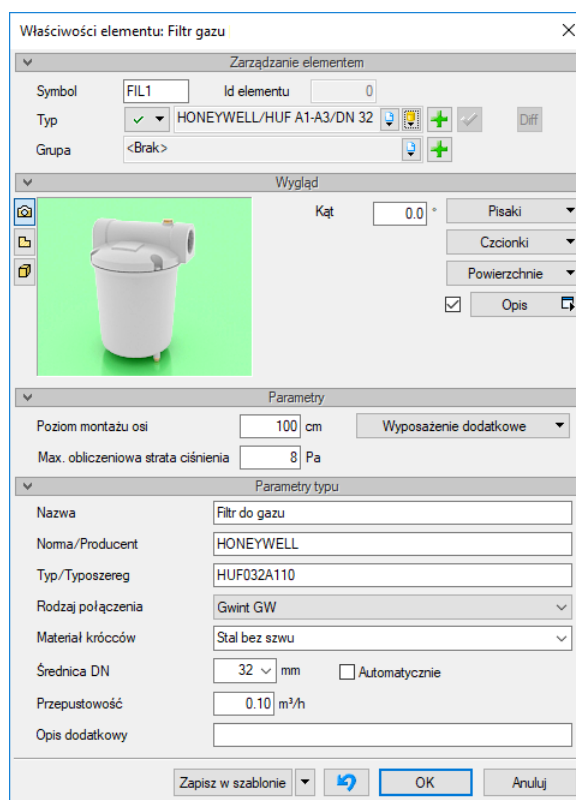 Właściwości elementu: Filtr gazu
Zarządzanie elementem
Symbol FIL1 Id elementu 0
Typ HONEYWELL/HUF A1-A3/DN 32 Diff
Grupa <Brak>
Wygląd
Kąt 0.0 ° Pisaki
Czcionki
Powierzchnie
Opis
Parametry
Poziom montażu osi 100 cm Wyposażenie dodatkowe
Max. obliczeniowa strata ciśnienia 8 Pa
Parametry typu
Nazwa Filtr do gazu
Norma/Producent HONEYWELL
Typ/Typoszereg HUF032A110
Rodzaj połączenia Gwint GW
Materiał króćców Stal bez szwu
Średnica DN 32 mm Automatycznie
Przepustowość 0.10 m³/h
Opis dodatkowy
Zapisz w szablonie OK Anuluj